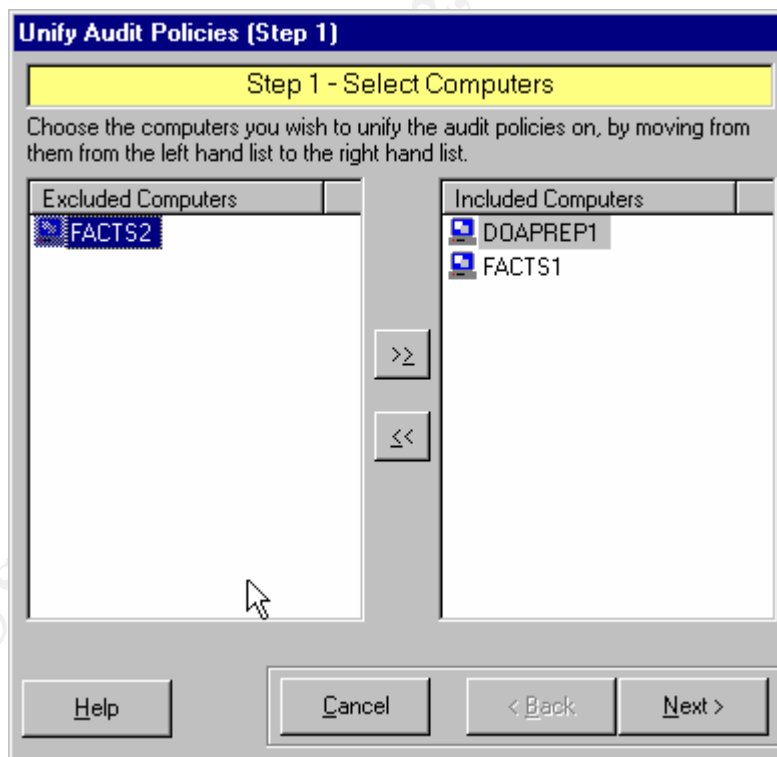 Unify Audit Policies (Step 1)
Step 1 - Select Computers
Choose the computers you wish to unify the audit policies on, by moving from
them from the left hand list to the right hand list.
Excluded Computers
FACTS2
Included Computers
DOAPREP1
FACTS1
>>
<<
Help
Cancel
< Back
Next >